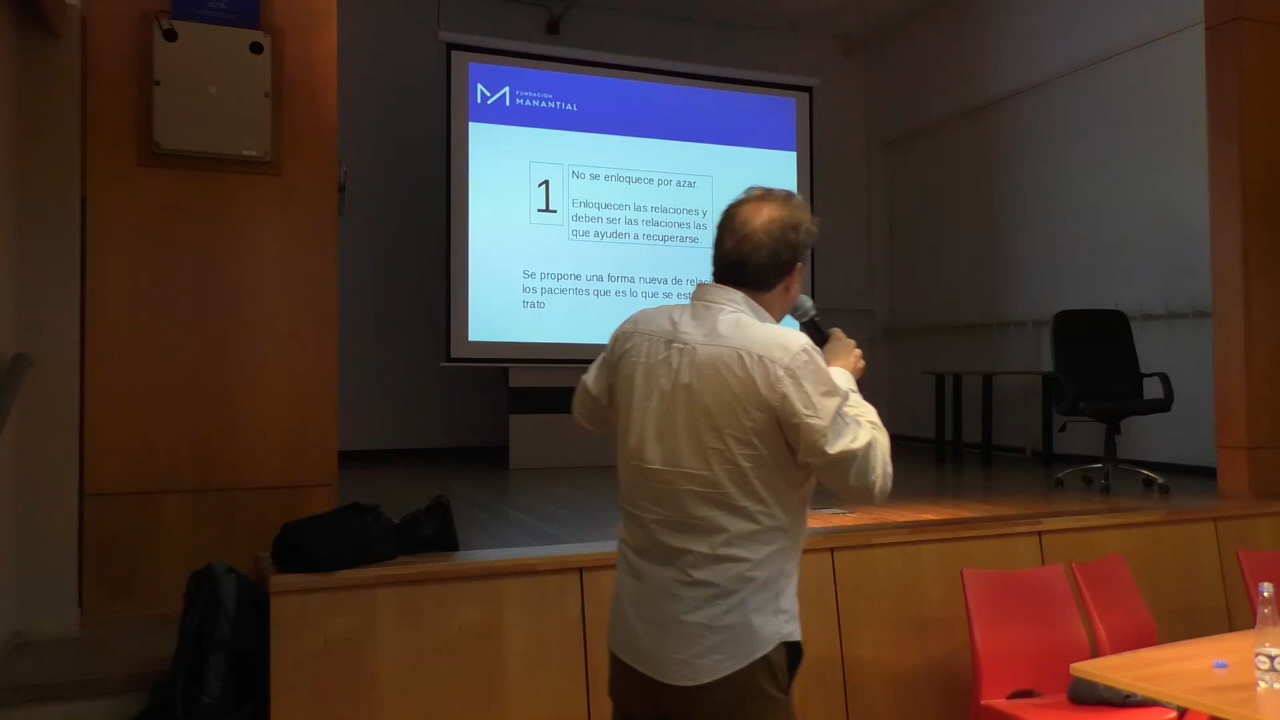 FUNDACIÓN
MANANTIAL
1
No se enloquece por azar.
Enloquecen las relaciones y
deben ser las relaciones las
que ayuden a recuperarse.
Se propone una forma nueva de
los pacientes que es lo que se
trato